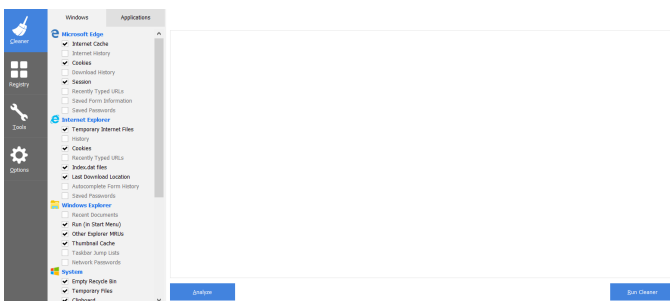 Windows
Applications
Cleaner
Registry
Tools
Options
Microsoft Edge
Internet Cache
Internet History
Cookies
Download History
Session
Recently Typed URLs
Saved Form Information
Saved Passwords
Internet Explorer
Temporary Internet Files
History
Cookies
Recently Typed URLs
Index.dat files
Last Download Location
Autocomplete Form History
Saved Passwords
Windows Explorer
Recent Documents
Run (in Start Menu)
Other Explorer MRUs
Thumbnail Cache
Taskbar Jump Lists
Network Passwords
System
Empty Recycle Bin
Temporary Files
Clipboard
Analyze
Run Cleaner